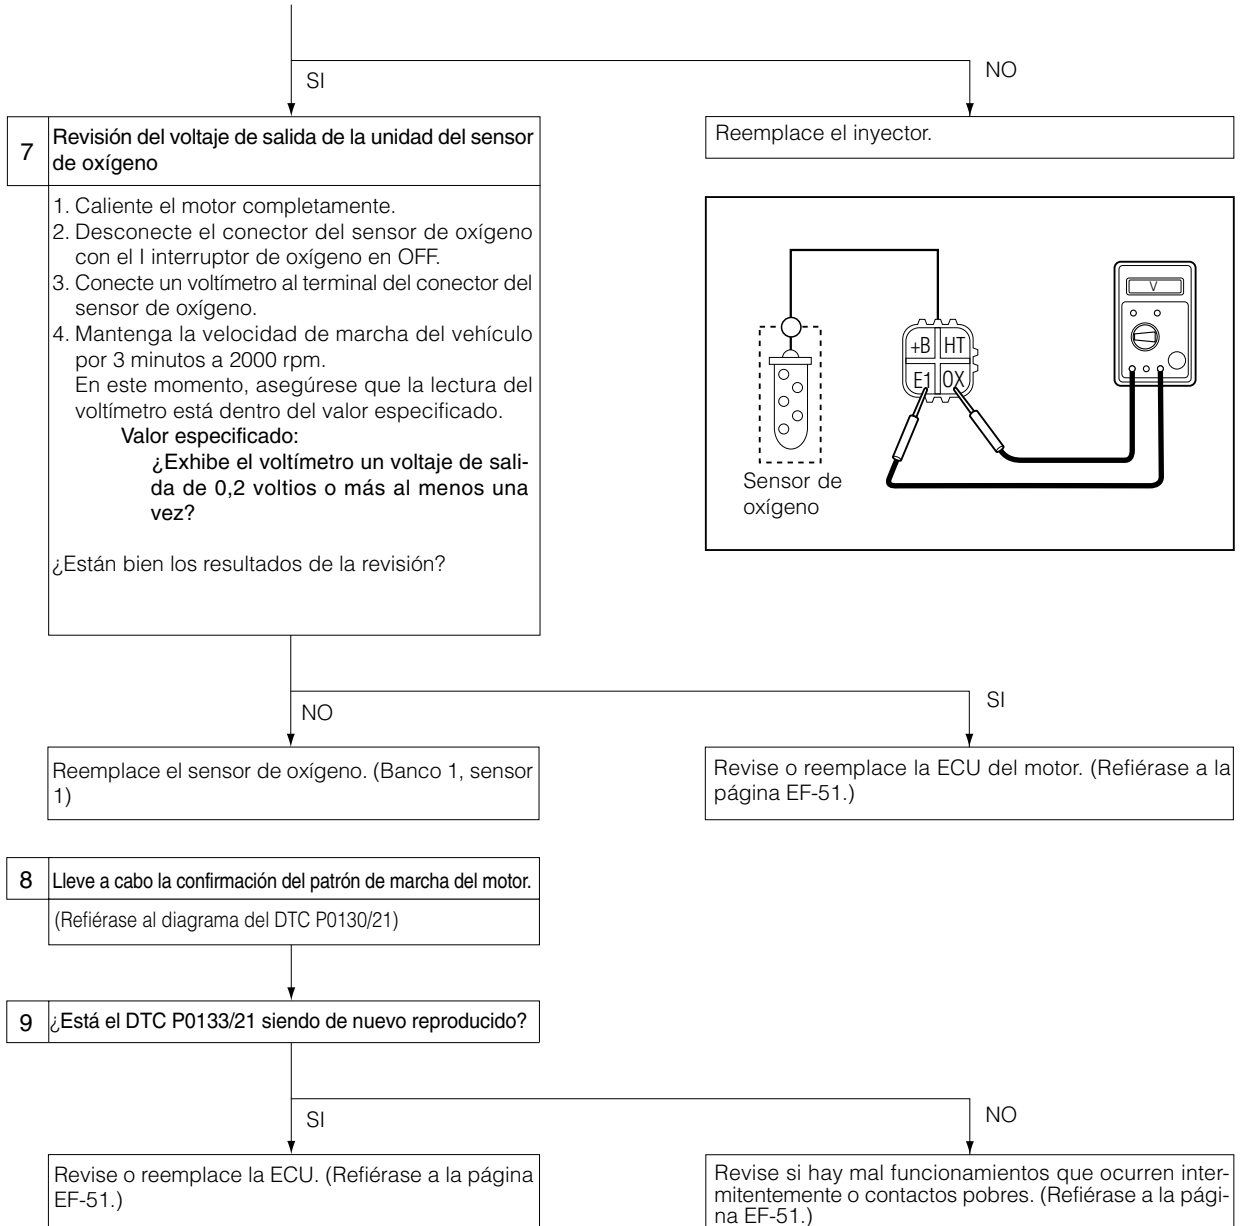 SI
NO
7
Revisión del voltaje de salida de la unidad del sensor
de oxígeno
Reemplace el inyector.
1. Caliente el motor completamente.
2. Desconecte el conector del sensor de oxígeno
con el I interruptor de oxígeno en OFF.
3. Conecte un voltímetro al terminal del conector del
sensor de oxígeno.
4. Mantenga la velocidad de marcha del vehículo
por 3 minutos a 2000 rpm.
En este momento, asegúrese que la lectura del
voltímetro está dentro del valor especificado.
Valor especificado:
¿Exhibe el voltímetro un voltaje de sali-
da de 0,2 voltios o más al menos una
vez?
¿Están bien los resultados de la revisión?
V
+B HT
E1 OX
Sensor de
oxígeno
NO
SI
Reemplace el sensor de oxígeno. (Banco 1, sensor
1)
Revise o reemplace la ECU del motor. (Refiérase a la
página EF-51.)
8
Lleve a cabo la confirmación del patrón de marcha del motor.
(Refiérase al diagrama del DTC P0130/21)
9
¿Está el DTC P0133/21 siendo de nuevo reproducido?
SI
NO
Revise o reemplace la ECU. (Refiérase a la página
EF-51.)
Revise si hay mal funcionamientos que ocurren inter-
mitentemente o contactos pobres. (Refiérase a la pági-
na EF-51.)